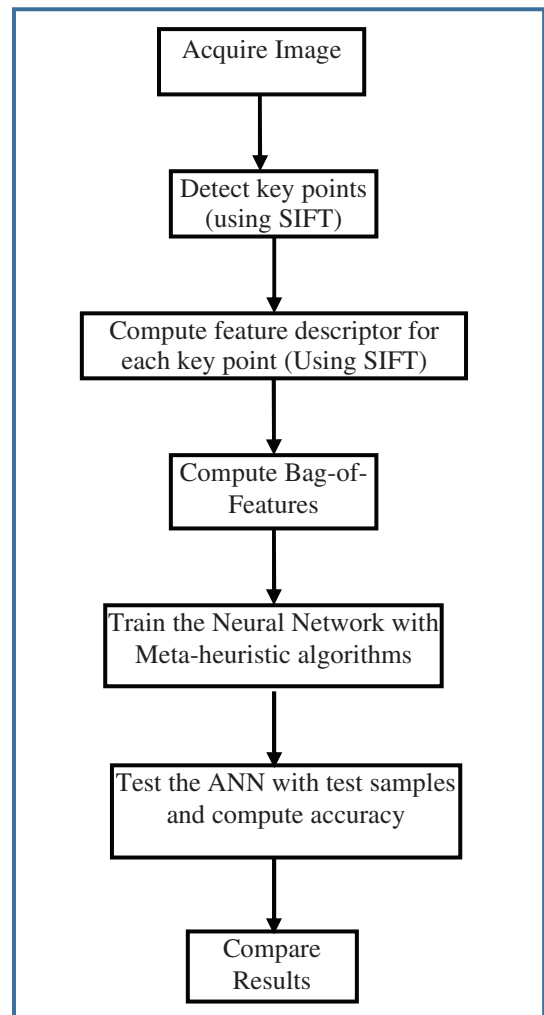 Acquire Image
Detect key points
(using SIFT)
Compute feature descriptor for
each key point (Using SIFT)
Compute Bag-of-
Features
Train the Neural Network with
Meta-heuristic algorithms
Test the ANN with test samples
and compute accuracy
Compare
Results